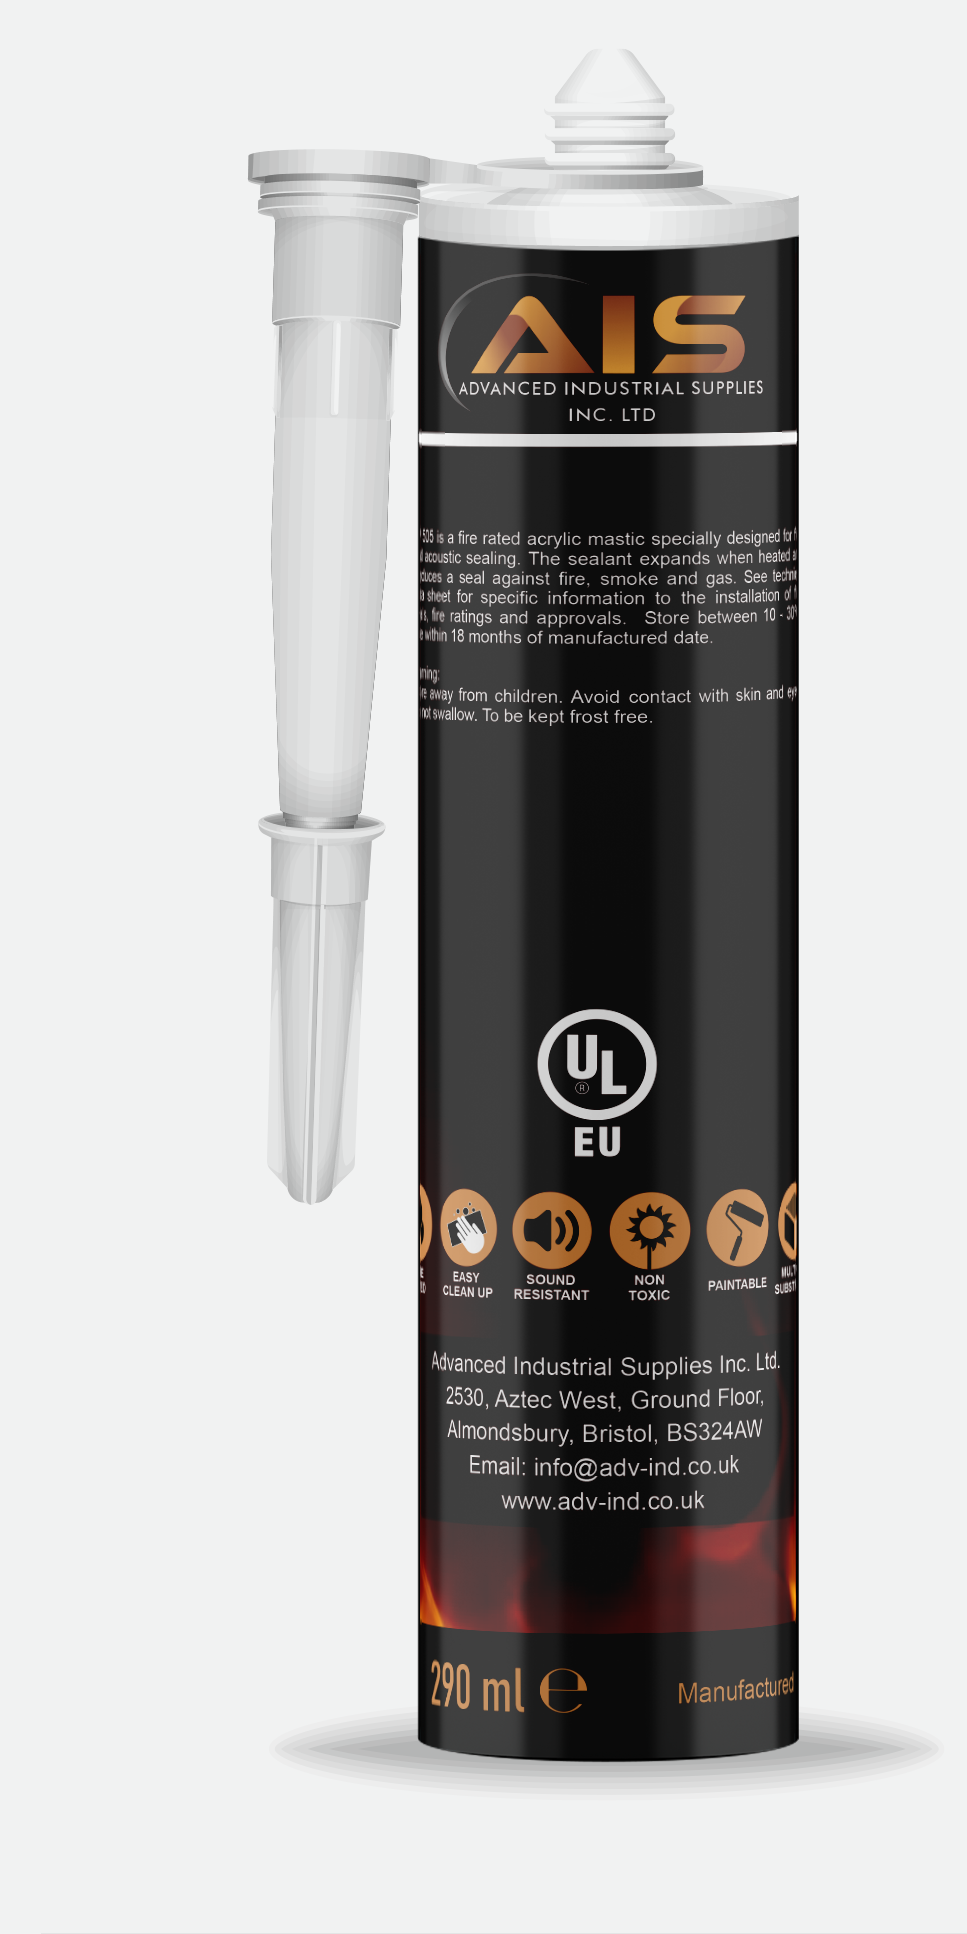 AIS
ADVANCED INDUSTRIAL SUPPLIES
INC. LTD
505 is a fire rated acrylic mastic specially designed for
acoustic sealing. The sealant expands when heated
a seal against fire, smoke and gas. See
sheet for specific information to the installation of
fire ratings and approvals. Store between 10 - 30
within 18 months of manufactured date.
away from children. Avoid contact with skin and
not swallow. To be kept frost free.
UL
®
EU
EASY
CLEAN UP
SOUND
RESISTANT
NON
TOXIC
PAINTABLE
Advanced Industrial Supplies Inc. Ltd.
2530, Aztec West, Ground Floor,
Almondsbury, Bristol, BS324AW
Email: info@adv-ind.co.uk
www.adv-ind.co.uk
290 ml ℮
Manufactured